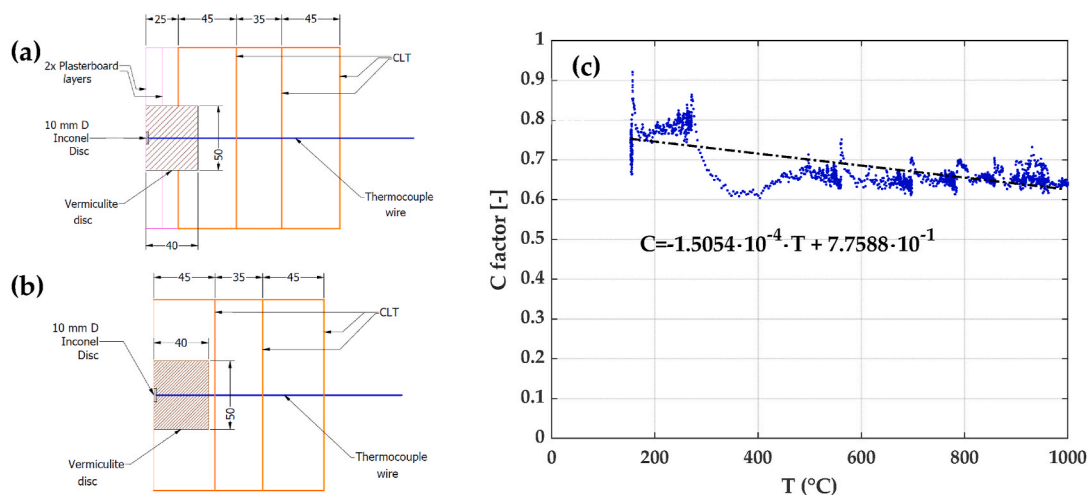 (a)
25 45 35 45
CLT
2x Plasterboard
layers
10 mm D
Inconel
Disc
50
Vermiculite
disc
Thermocouple
wire
40
(b)
45 35 45
CLT
10 mm D
Inconel
Disc
40
50
Vermiculite
disc
Thermocouple
wire
(c)
1
0.9
0.8
0.7
0.6
0.5
0.4
0.3
0.2
0.1
0
C factor [-]
C=-1.5054·10^-4·T + 7.7588·10^-1
0 200 400 600 800 1000
T (°C)